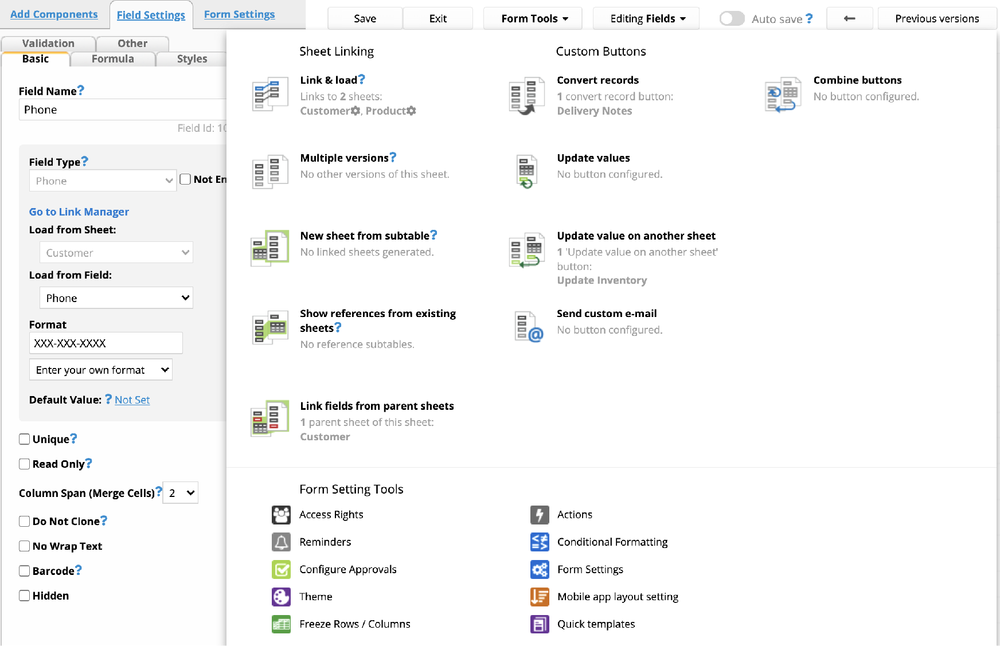 Add Components
Field Settings
Form Settings
Save
Exit
Form Tools
Editing Fields
Auto save ?
Previous versions
Validation
Other
Basic
Formula
Styles
Field Name?
Phone
Field Id: 10
Field Type?
Phone
Not En
Go to Link Manager
Load from Sheet:
Customer
Load from Field:
Phone
Format
XXX-XXX-XXXX
Enter your own format
Default Value: ? Not Set
Unique?
Read Only?
Column Span (Merge Cells)? 2
Do Not Clone?
No Wrap Text
Barcode?
Hidden
Sheet Linking
Link & load?
Links to 2 sheets:
Customer, Product
Multiple versions?
No other versions of this sheet.
New sheet from subtable?
No linked sheets generated.
Show references from existing
sheets?
No reference subtables.
Link fields from parent sheets
1 parent sheet of this sheet:
Customer
Custom Buttons
Convert records
1 convert record button:
Delivery Notes
Update values
No button configured.
Update value on another sheet
1 'Update value on another sheet'
button:
Update Inventory
Send custom e-mail
No button configured.
Combine buttons
No button configured.
Form Setting Tools
Access Rights
Reminders
Configure Approvals
Theme
Freeze Rows / Columns
Actions
Conditional Formatting
Form Settings
Mobile app layout setting
Quick templates